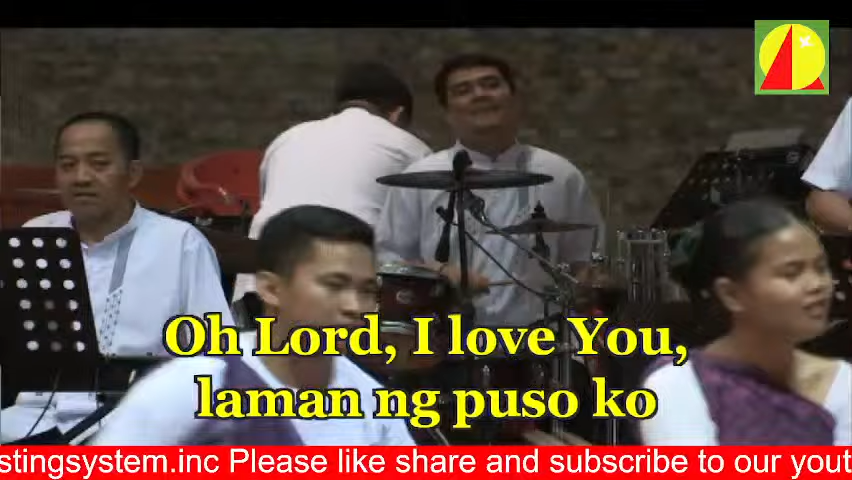 Oh Lord, I love You,
laman ng puso ko
stingsystem.inc Please like share and subscribe to our yout